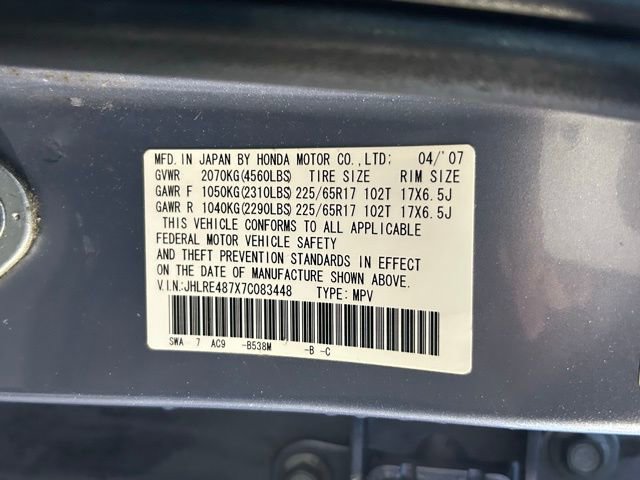 MFD. IN JAPAN BY HONDA MOTOR CO., LTD: 04/'07
GVWR 2070KG(4560LBS) TIRE SIZE RIM SIZE
GAWR F 1050KG(2310LBS) 225/65R17 102T 17X6.5J
GAWR R 1040KG(2290LBS) 225/65R17 102T 17X6.5J
THIS VEHICLE CONFORMS TO ALL APPLICABLE
FEDERAL MOTOR VEHICLE SAFETY
AND THEFT PREVENTION STANDARDS IN EFFECT
ON THE DATE OF MANUFACTURE SHOWN ABOVE.
V.I.N.:JHLRE487X7C083448 TYPE: MPV
SWA 7 AC9 -B538M -B -C